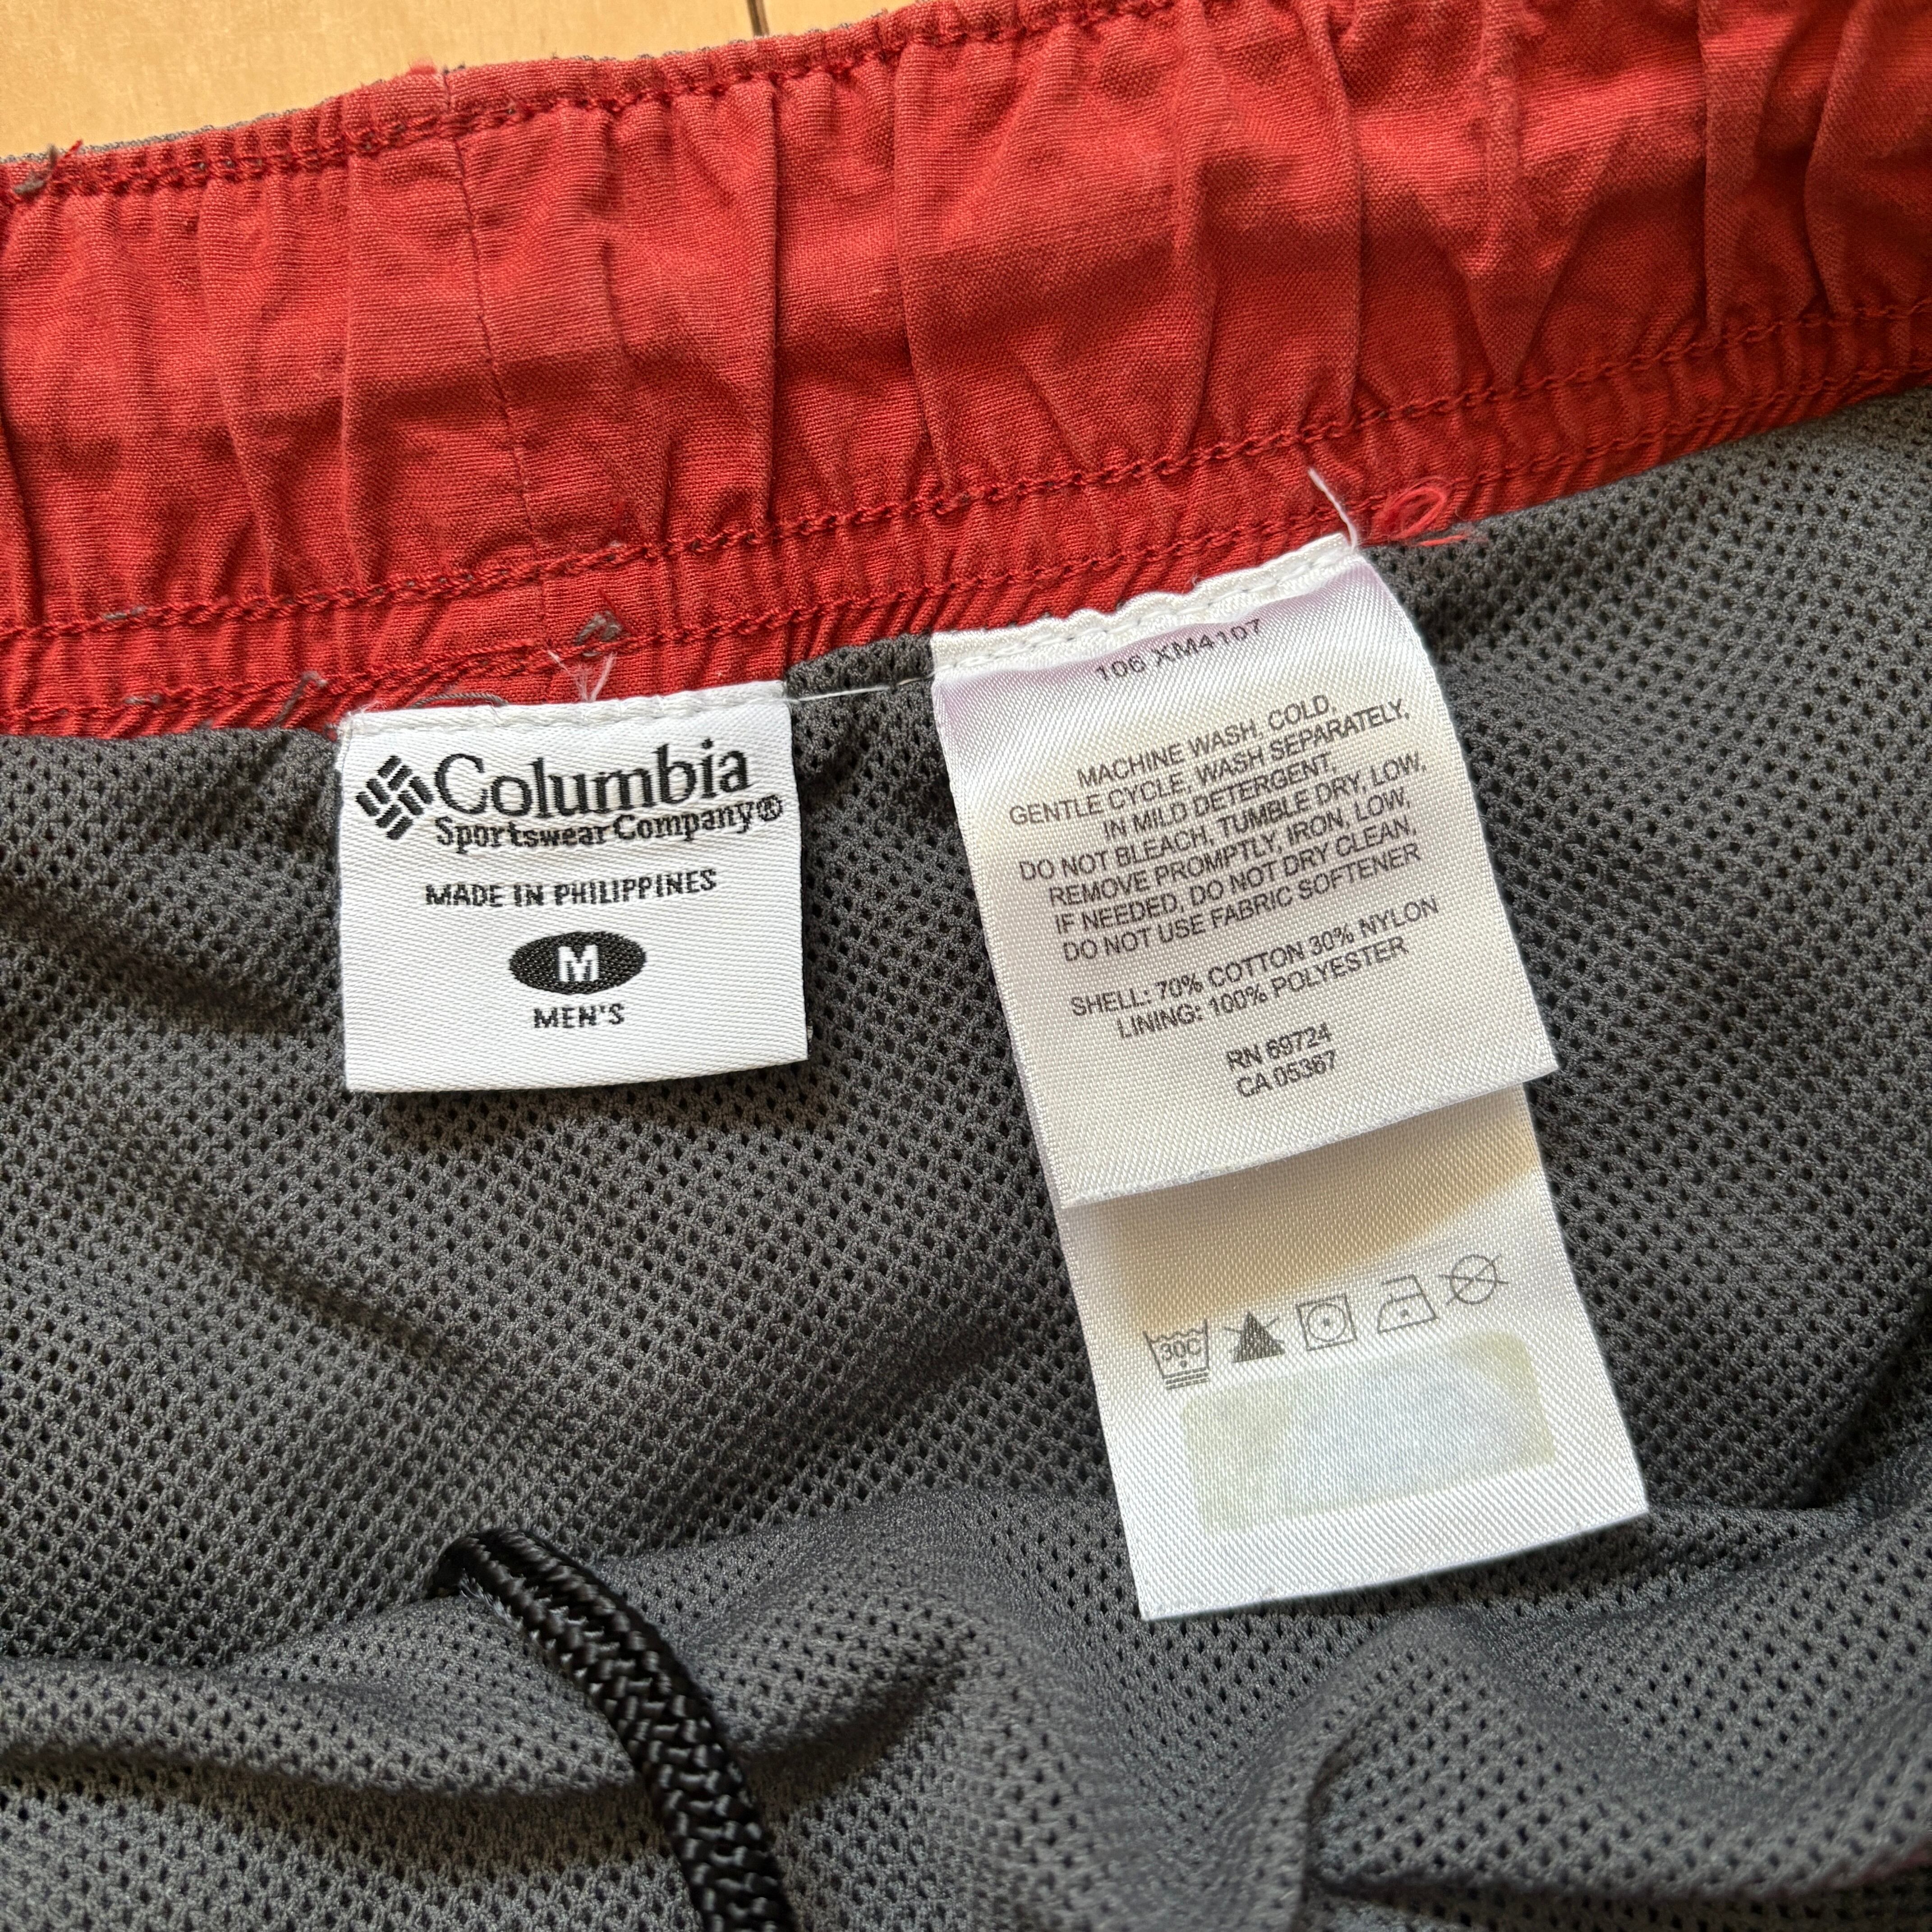 Columbia
Sportswear Company®
MADE IN PHILIPPINES
M
MEN'S
106 XM4107
MACHINE WASH, COLD,
GENTLE CYCLE, WASH SEPARATELY,
IN MILD DETERGENT,
DO NOT BLEACH, TUMBLE DRY, LOW,
REMOVE PROMPTLY, IRON, LOW,
IF NEEDED, DO NOT DRY CLEAN,
DO NOT USE FABRIC SOFTENER
SHELL: 70% COTTON 30% NYLON
LINING: 100% POLYESTER
RN 69724
CA 05367
30C